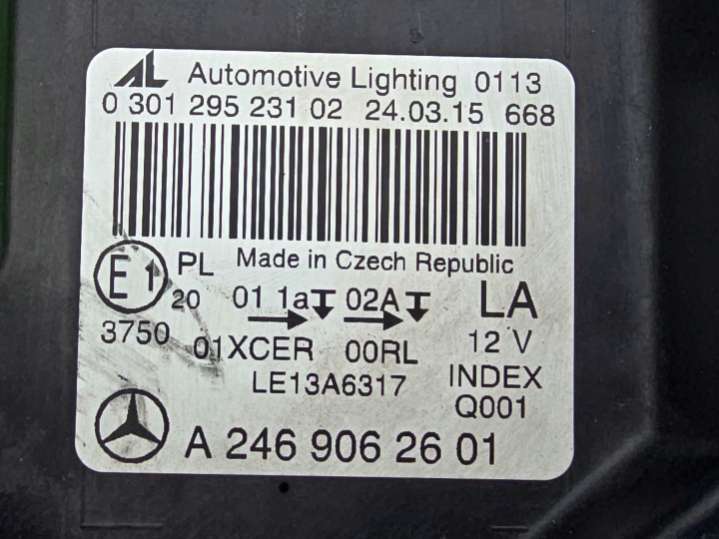 AL Automotive Lighting 0113
0 301 295 231 02 24.03.15 668
Made in Czech Republic
E1 PL
20 01 1a 02A LA
3750 01XCER 00RL 12 V
LE13A6317 INDEX
Q001
A 246 906 26 01